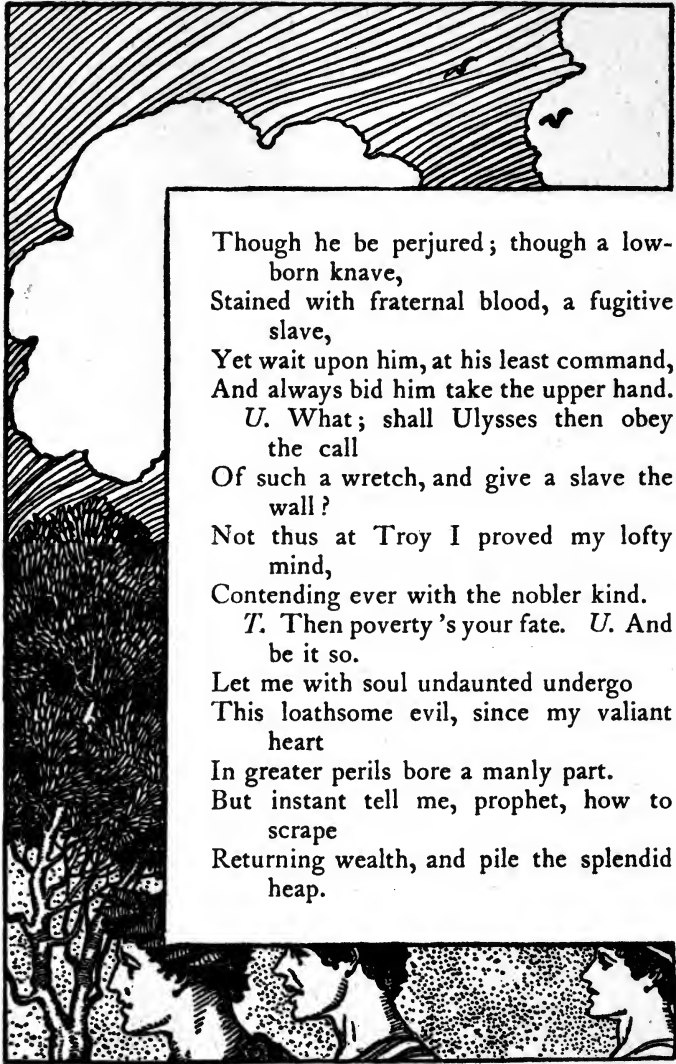 Though he be perjured; though a low-
born knave,
Stained with fraternal blood, a fugitive
slave,
Yet wait upon him, at his least command,
And always bid him take the upper hand.
U. What; shall Ulysses then obey
the call
Of such a wretch, and give a slave the
wall?
Not thus at Troy I proved my lofty
mind,
Contending ever with the nobler kind.
T. Then poverty 's your fate. U. And
be it so.
Let me with soul undaunted undergo
This loathsome evil, since my valiant
heart
In greater perils bore a manly part.
But instant tell me, prophet, how to
scrape
Returning wealth, and pile the splendid
heap.